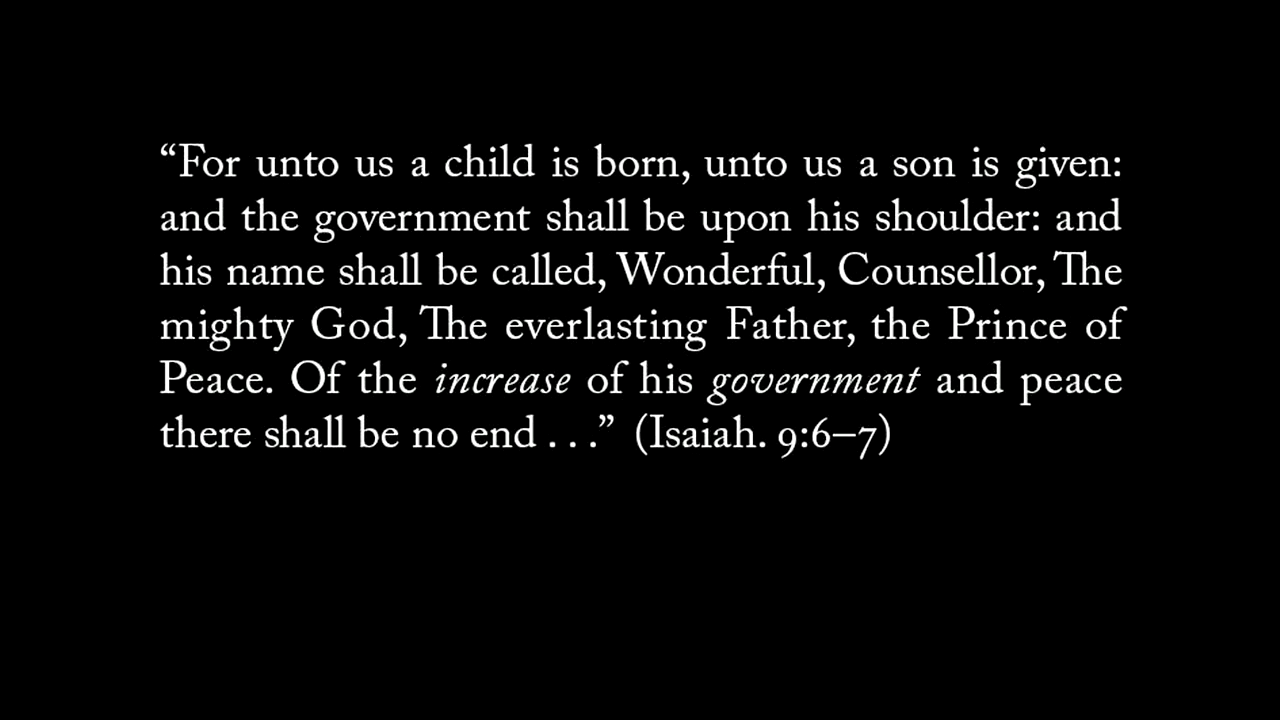 “For unto us a child is born, unto us a son is given:
and the government shall be upon his shoulder: and
his name shall be called, Wonderful, Counsellor, The
mighty God, The everlasting Father, the Prince of
Peace. Of the increase of his government and peace
there shall be no end . . .” (Isaiah. 9:6–7)